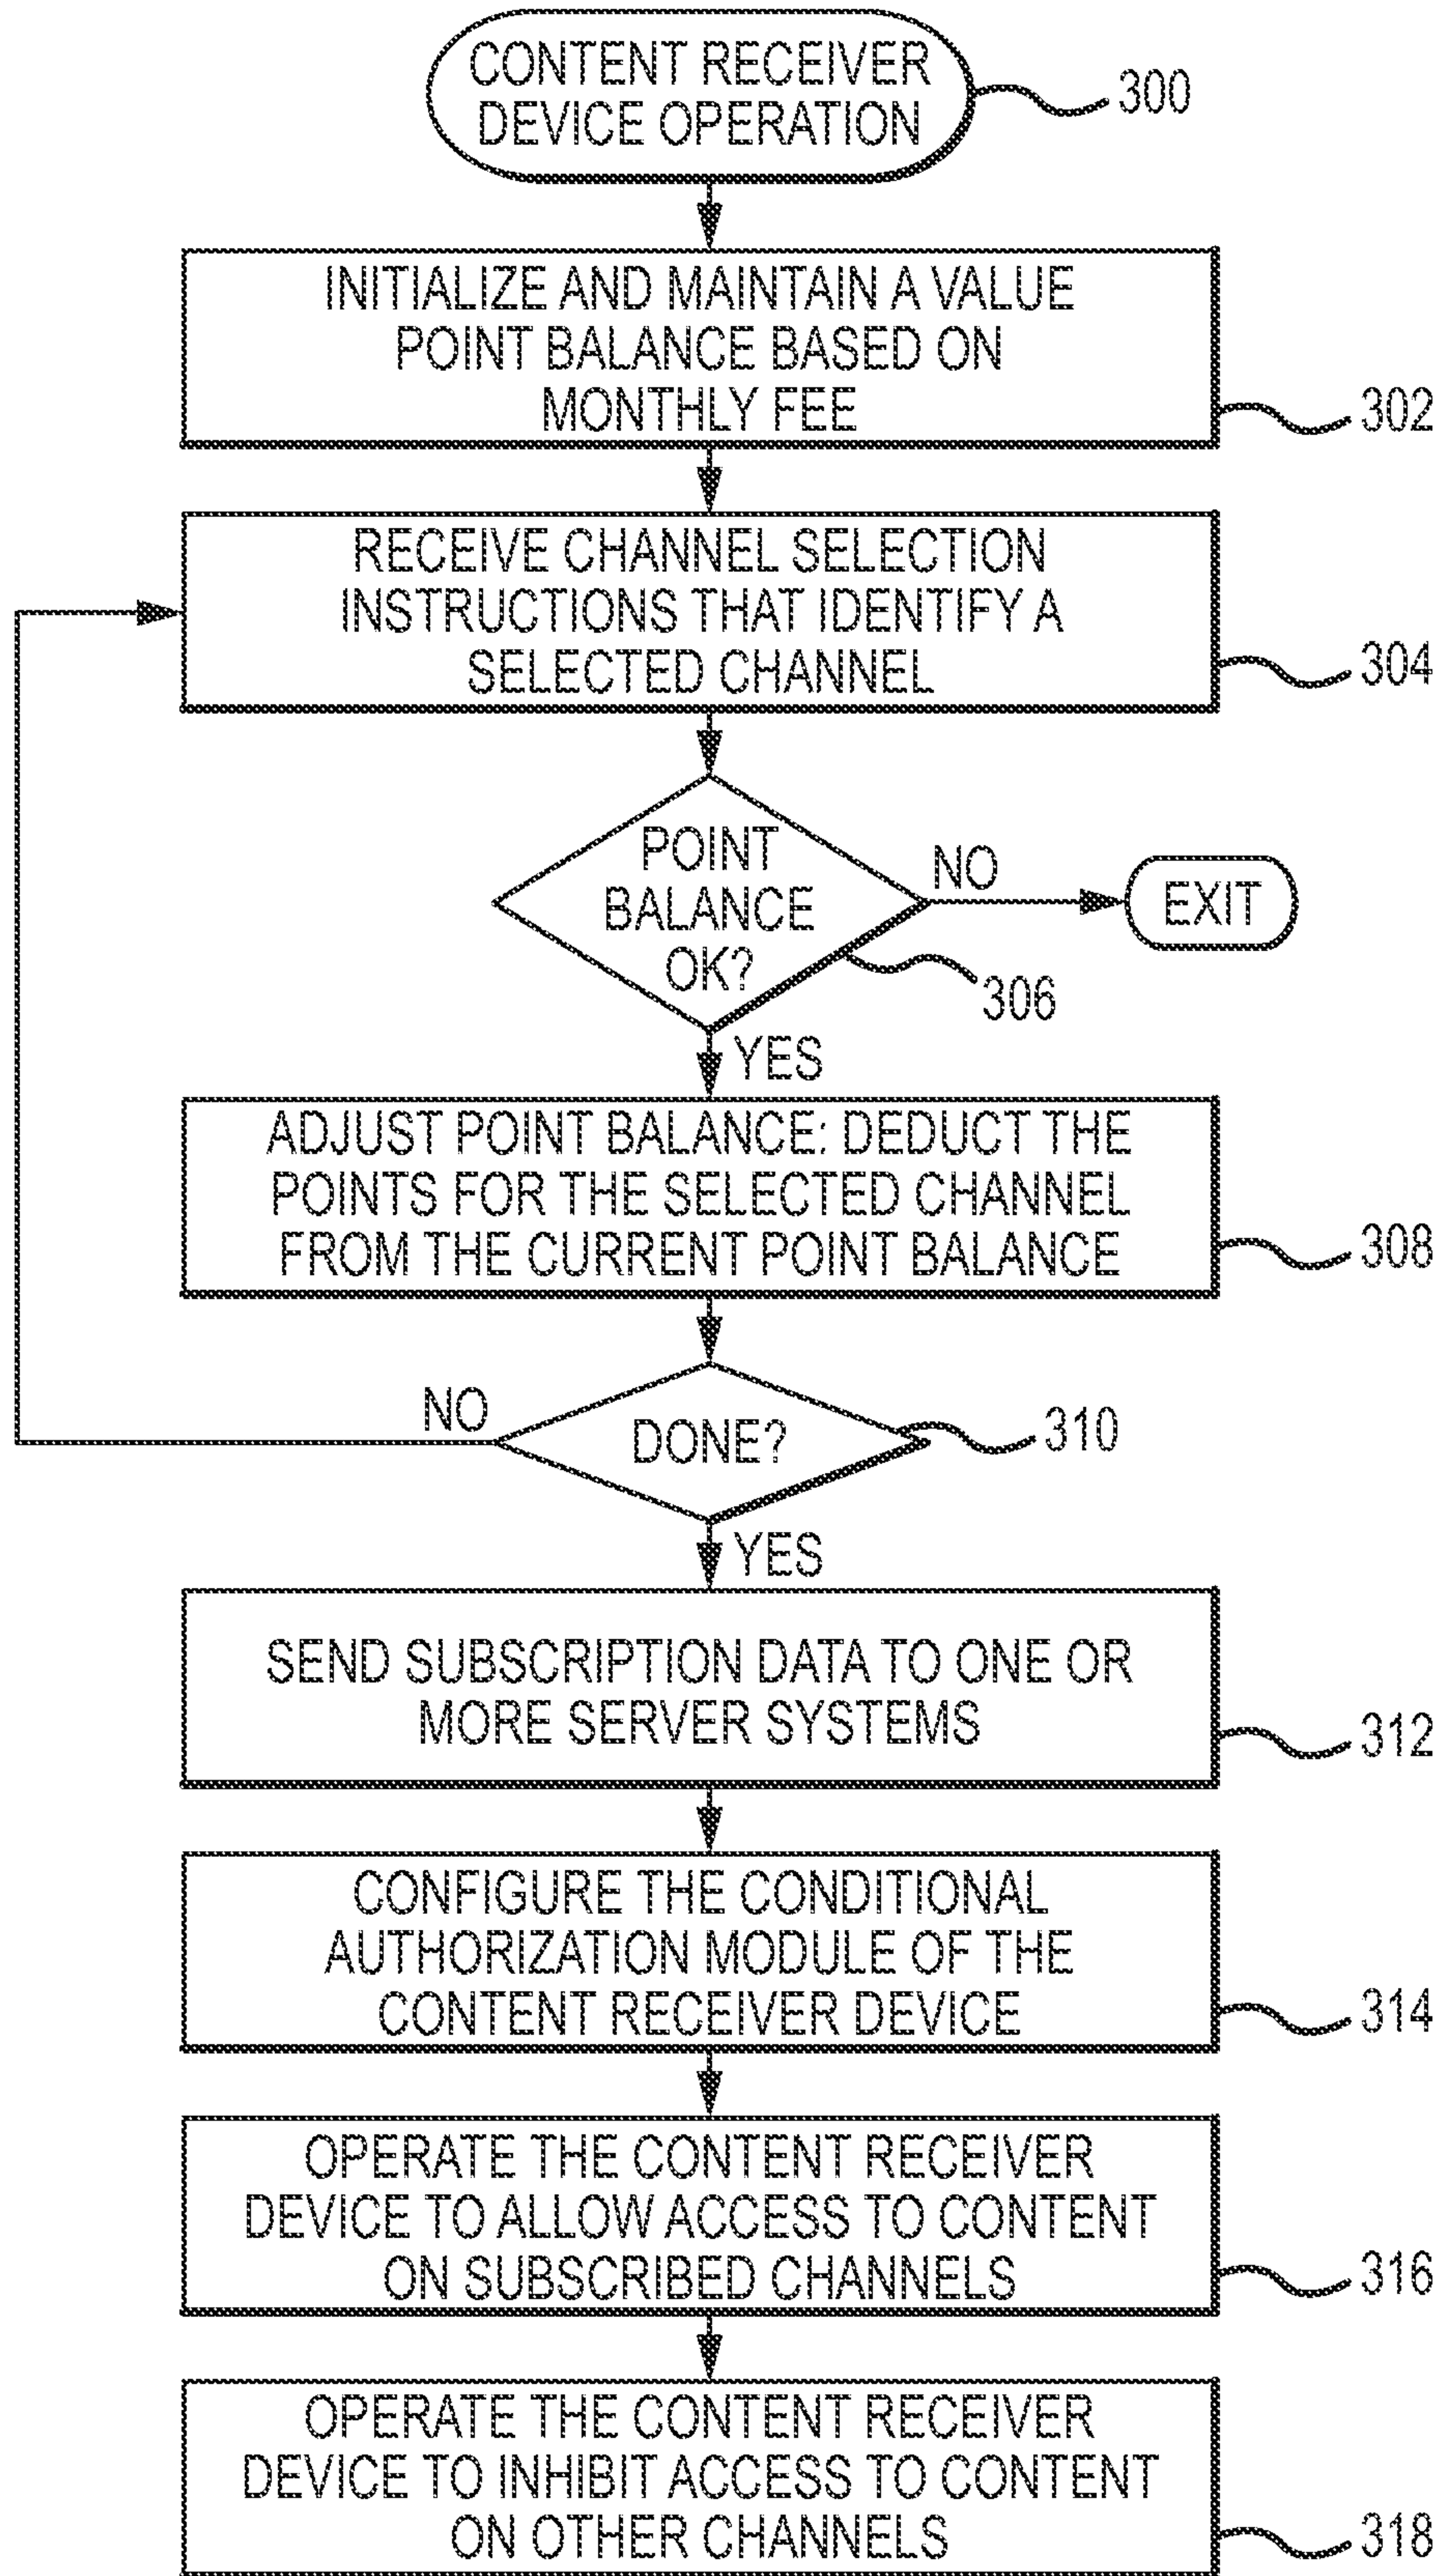 CONTENT RECEIVER
DEVICE OPERATION
300
INITIALIZE AND MAINTAIN A VALUE
POINT BALANCE BASED ON
MONTHLY FEE
302
RECEIVE CHANNEL SELECTION
INSTRUCTIONS THAT IDENTIFY A
SELECTED CHANNEL
304
POINT
BALANCE
OK?
NO
EXIT
306
YES
ADJUST POINT BALANCE: DEDUCT THE
POINTS FOR THE SELECTED CHANNEL
FROM THE CURRENT POINT BALANCE
308
NO
DONE?
310
YES
SEND SUBSCRIPTION DATA TO ONE OR
MORE SERVER SYSTEMS
312
CONFIGURE THE CONDITIONAL
AUTHORIZATION MODULE OF THE
CONTENT RECEIVER DEVICE
314
OPERATE THE CONTENT RECEIVER
DEVICE TO ALLOW ACCESS TO CONTENT
ON SUBSCRIBED CHANNELS
316
OPERATE THE CONTENT RECEIVER
DEVICE TO INHIBIT ACCESS TO CONTENT
ON OTHER CHANNELS
318